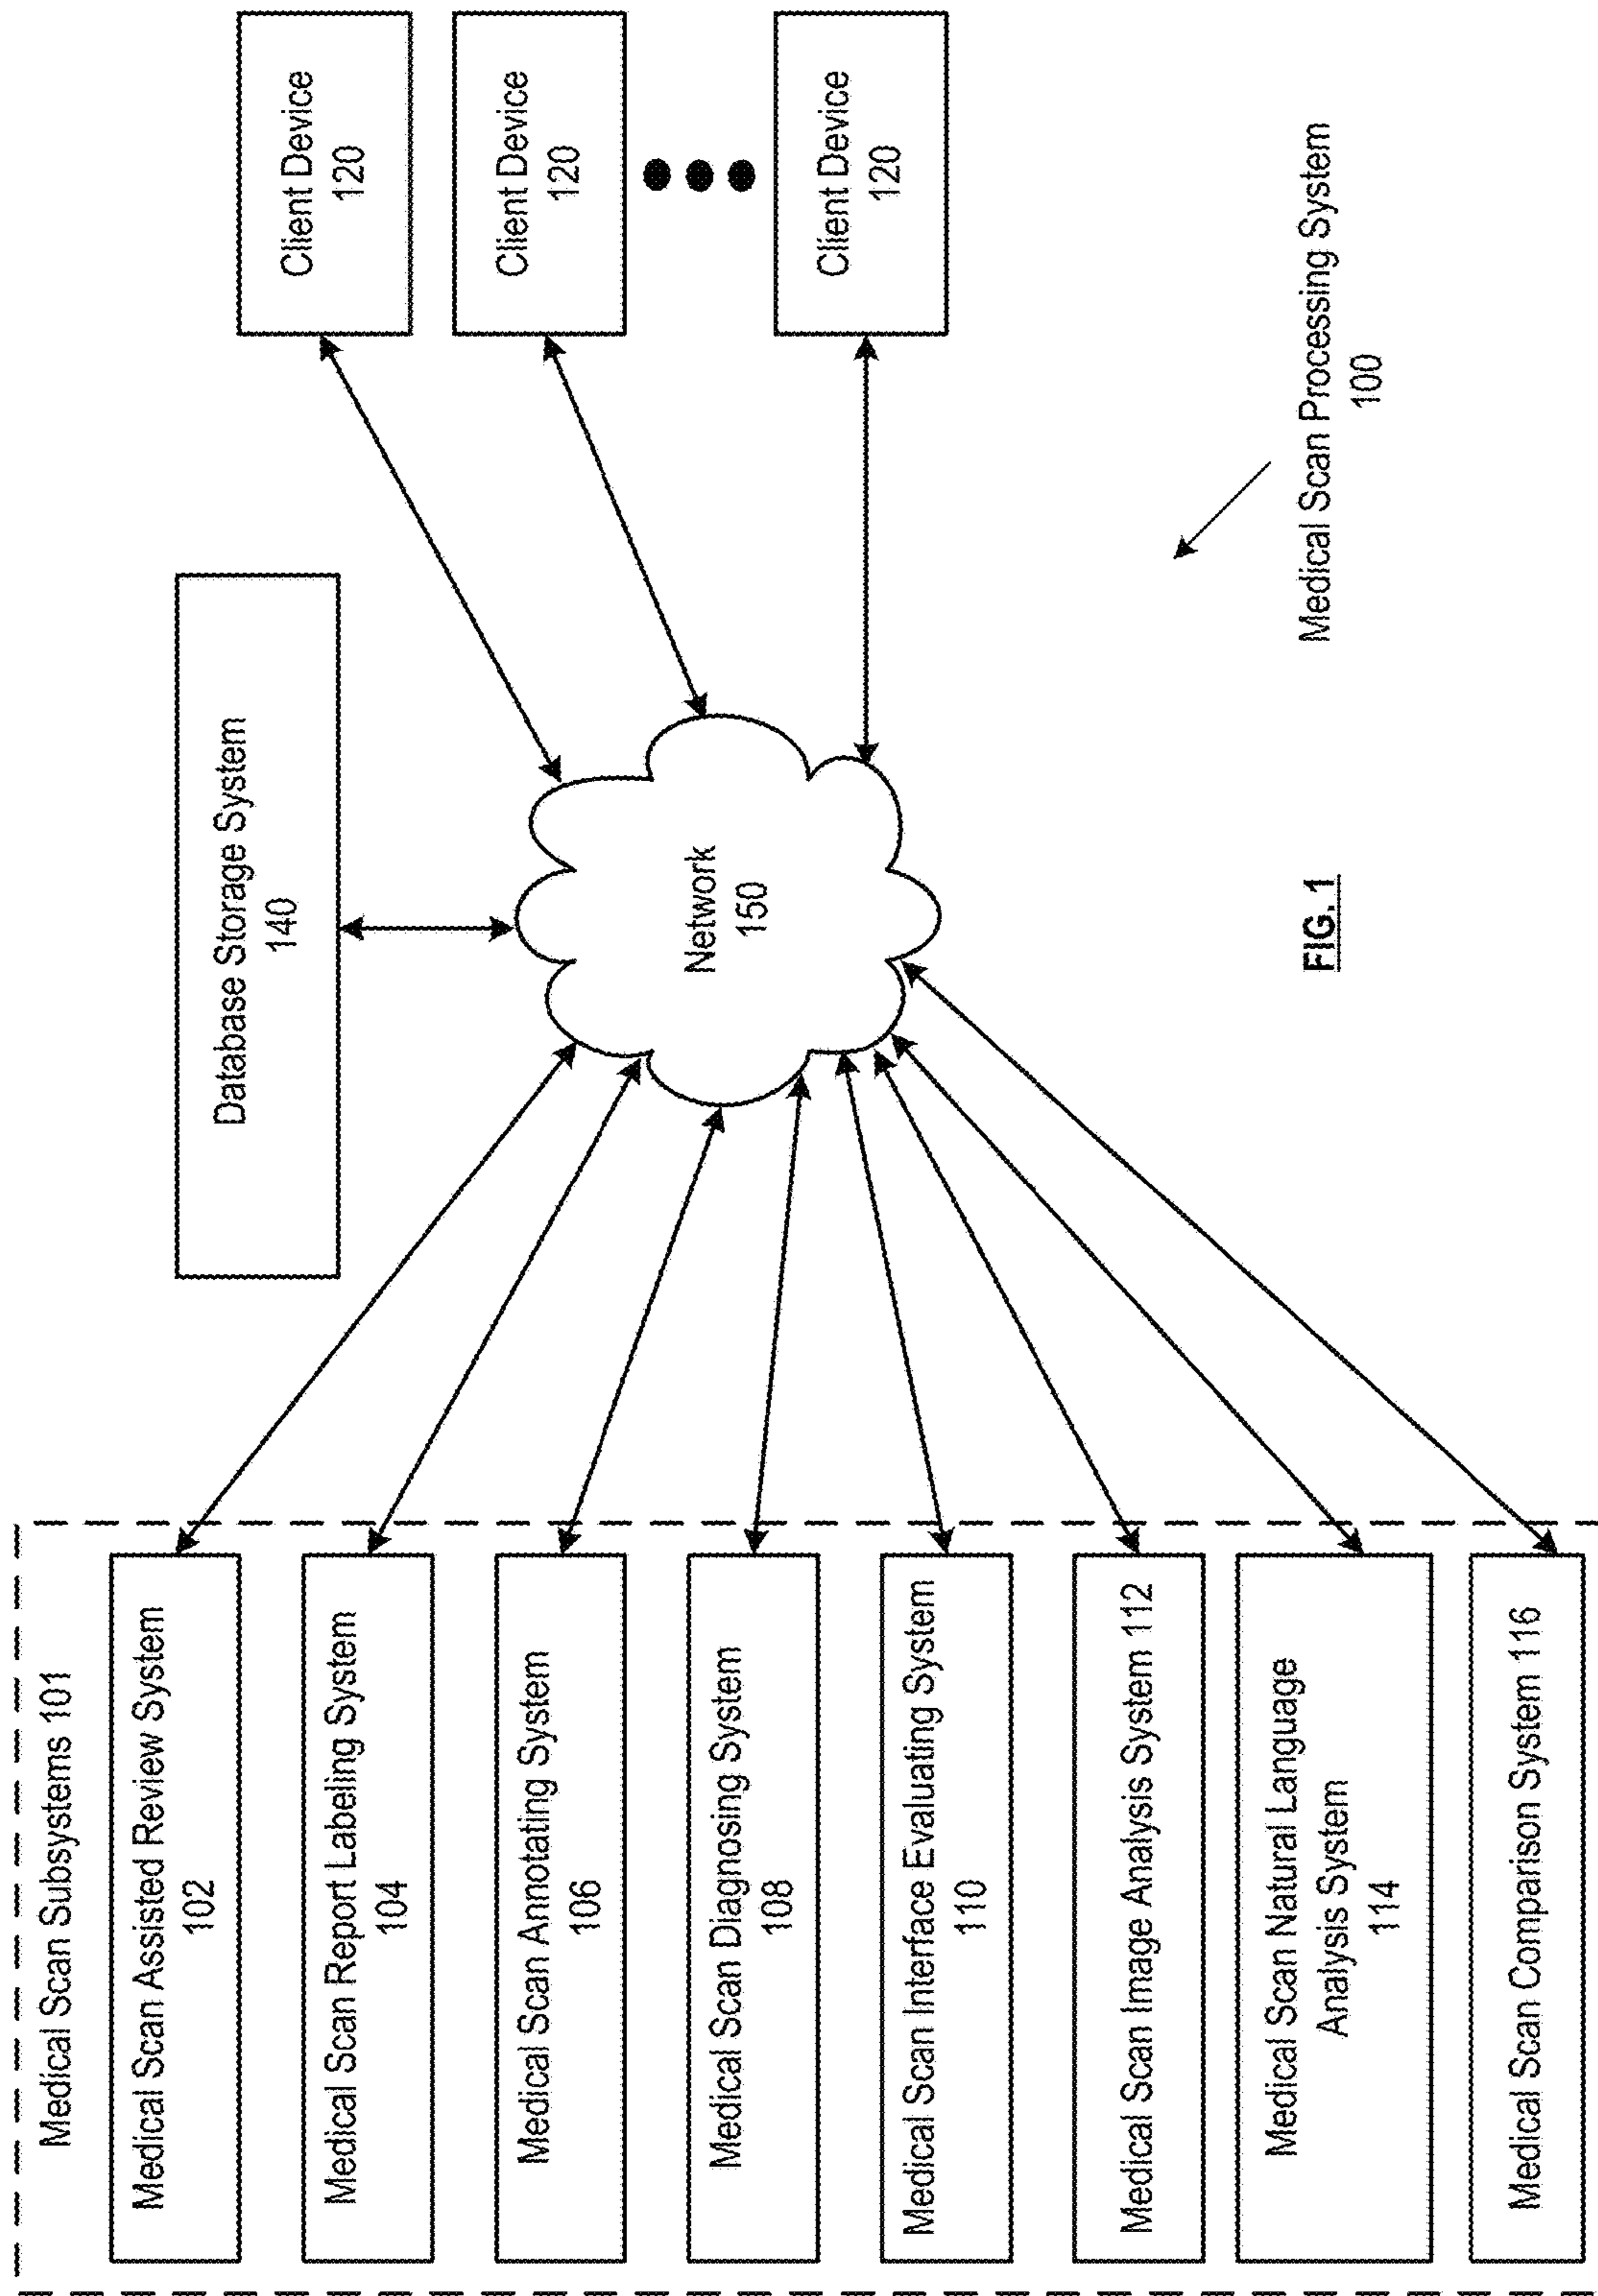 Medical Scan Subsystems 101
Medical Scan Assisted Review System
102
Medical Scan Report Labeling System
104
Medical Scan Annotating System
106
Medical Scan Diagnosing System
108
Medical Scan Interface Evaluating System
110
Medical Scan Image Analysis System 112
Medical Scan Natural Language
Analysis System
114
Medical Scan Comparison System 116
Database Storage System
140
Network
150
Client Device
120
Client Device
120
Client Device
120
Medical Scan Processing System
100
FIG. 1